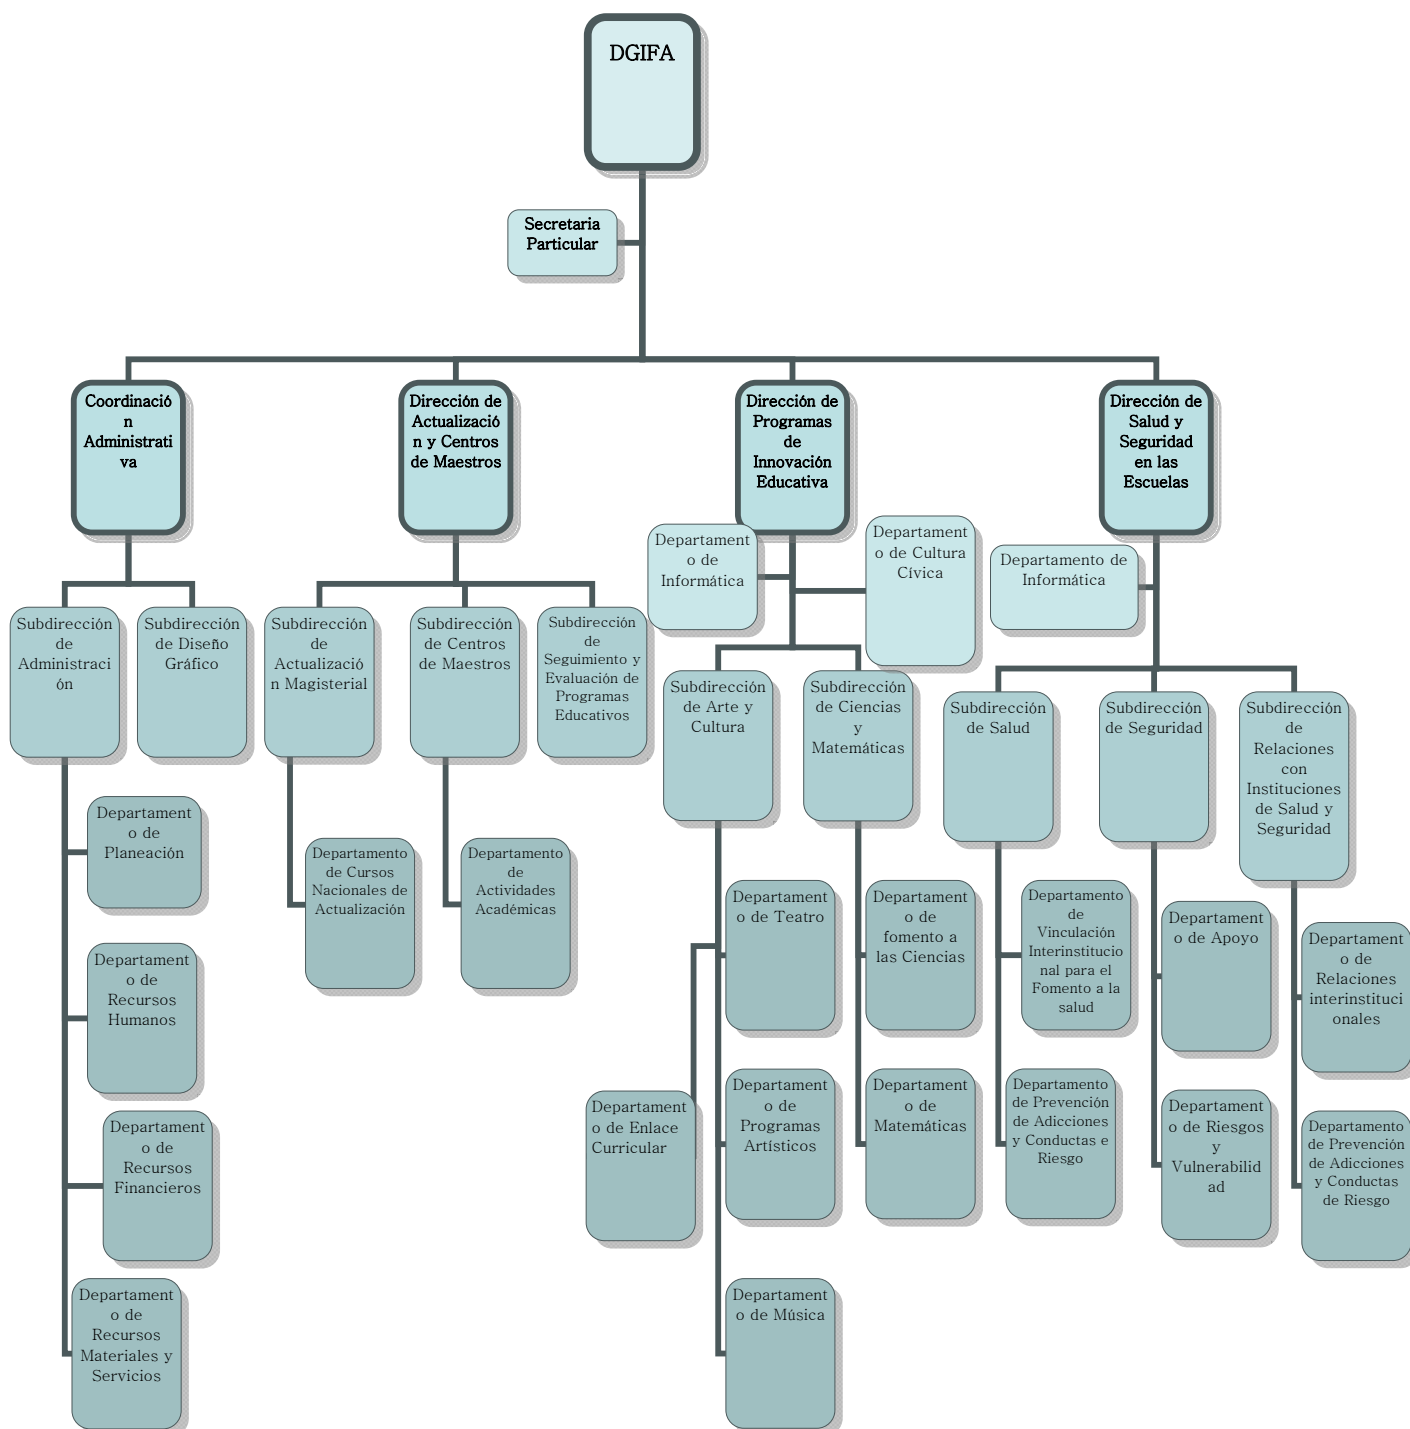 DGIFA
Secretaria
Particular
Coordinació
n
Administrati
va
Dirección de
Actualizació
n y Centros
de Maestros
Dirección de
Programas
de
Innovación
Educativa
Dirección de
Salud y
Seguridad
en las
Escuelas
Departament
o de
Informática
Departament
o de Cultura
Cívica
Departamento de
Informática
Subdirección
de
Administraci
ón
Subdirección
de Diseño
Gráfico
Subdirección
de
Actualizació
n Magisterial
Subdirección
de Centros
de Maestros
Subdirección
de
Seguimiento y
Evaluación de
Programas
Educativos
Subdirección
de Arte y
Cultura
Subdirección
de Ciencias
y
Matemáticas
Subdirección
de Salud
Subdirección
de Seguridad
Subdirección
de
Relaciones
con
Instituciones
de Salud y
Seguridad
Departament
o de
Planeación
Departamento
de Cursos
Nacionales de
Actualización
Departamento
de
Actividades
Académicas
Departament
o de Teatro
Departament
o de
fomento a
las Ciencias
Departamento
de
Vinculación
Interinstitucio
nal para el
Fomento a la
salud
Departament
o de Apoyo
Departament
o de
Relaciones
interinstituci
onales
Departament
o de
Recursos
Humanos
Departament
o de Enlace
Curricular
Departament
o de
Programas
Artísticos
Departament
o de
Matemáticas
Departamento
de Prevención
de Adicciones
y Conductas e
Riesgo
Departament
o de Riesgos
y
Vulnerabilid
ad
Departamento
de Prevención
de Adicciones
y Conductas
de Riesgo
Departament
o de
Recursos
Financieros
Departament
o de
Recursos
Materiales y
Servicios
Departament
o de Música